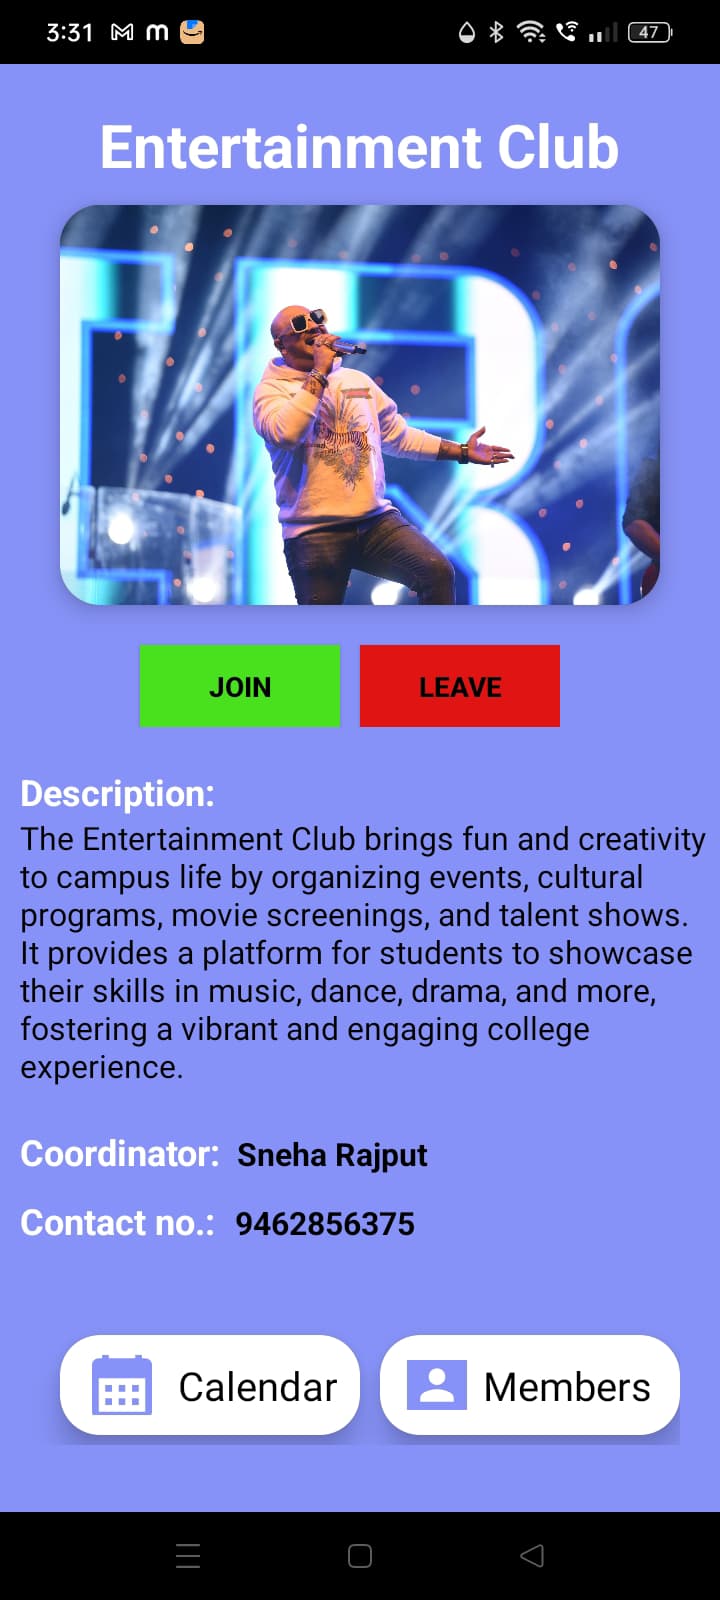 3:31
47
Entertainment Club
JOIN
LEAVE
Description:
The Entertainment Club brings fun and creativity
to campus life by organizing events, cultural
programs, movie screenings, and talent shows.
It provides a platform for students to showcase
their skills in music, dance, drama, and more,
fostering a vibrant and engaging college
experience.
Coordinator: Sneha Rajput
Contact no.: 9462856375
Calendar
Members